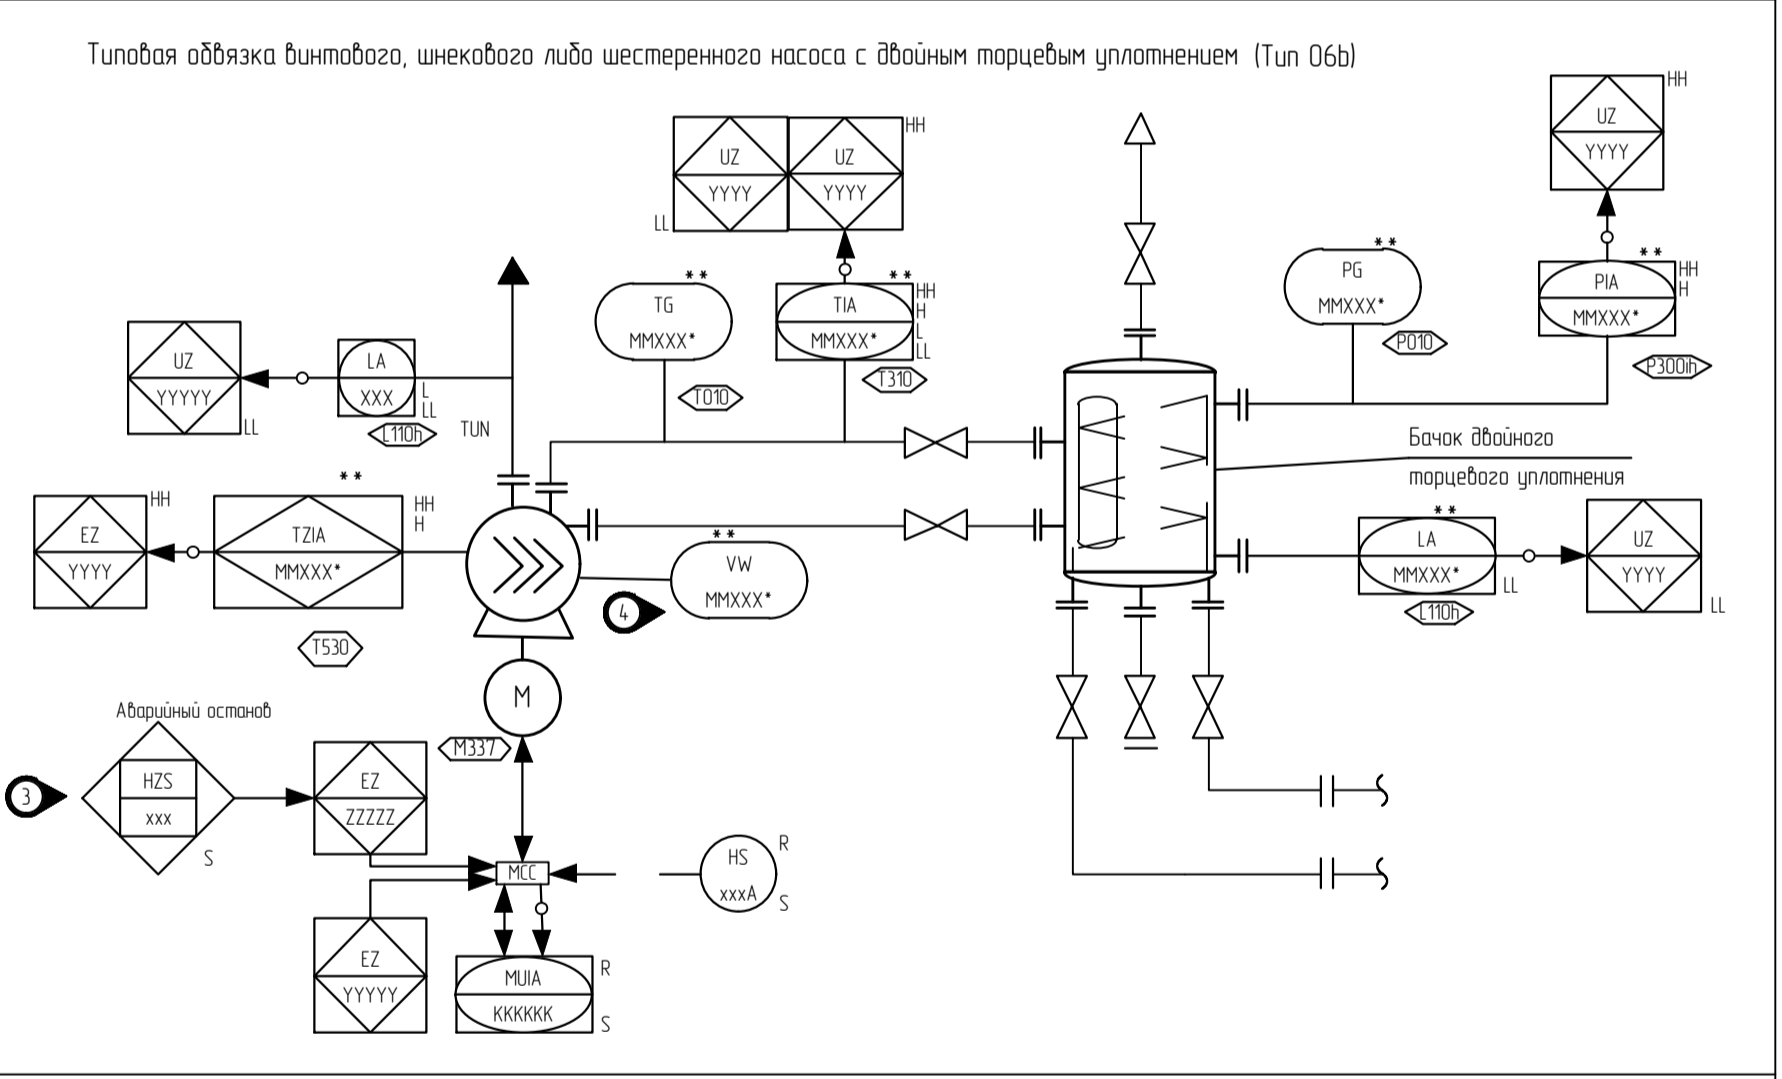 Типовая обвязка винтового, шнекового либо шестеренного насоса с двойным торцевым уплотнением (Тип 06b)
HH
UZ
YYYY
UZ
YYYY
LL
UZ
YYYY
HH
**
TG
MMXXX*
T010
**
TIA
MMXXX*
HH
H
L
LL
T310
**
PG
MMXXX*
P010
**
PIA
MMXXX*
HH
H
P300ih
UZ
YYYYY
LL
LA
XXX
L
LL
L110h
TUN
Бачок двойного
торцевого уплотнения
EZ
YYYY
HH
**
TZIA
MMXXX*
HH
H
T530
**
VW
MMXXX*
4
**
LA
MMXXX*
LL
L110h
UZ
YYYY
LL
M
M337
Аварийный останов
3
HZS
xxx
S
EZ
ZZZZZ
MCC
HS
xxxA
R
S
EZ
YYYYY
MUIA
KKKKKK
R
S